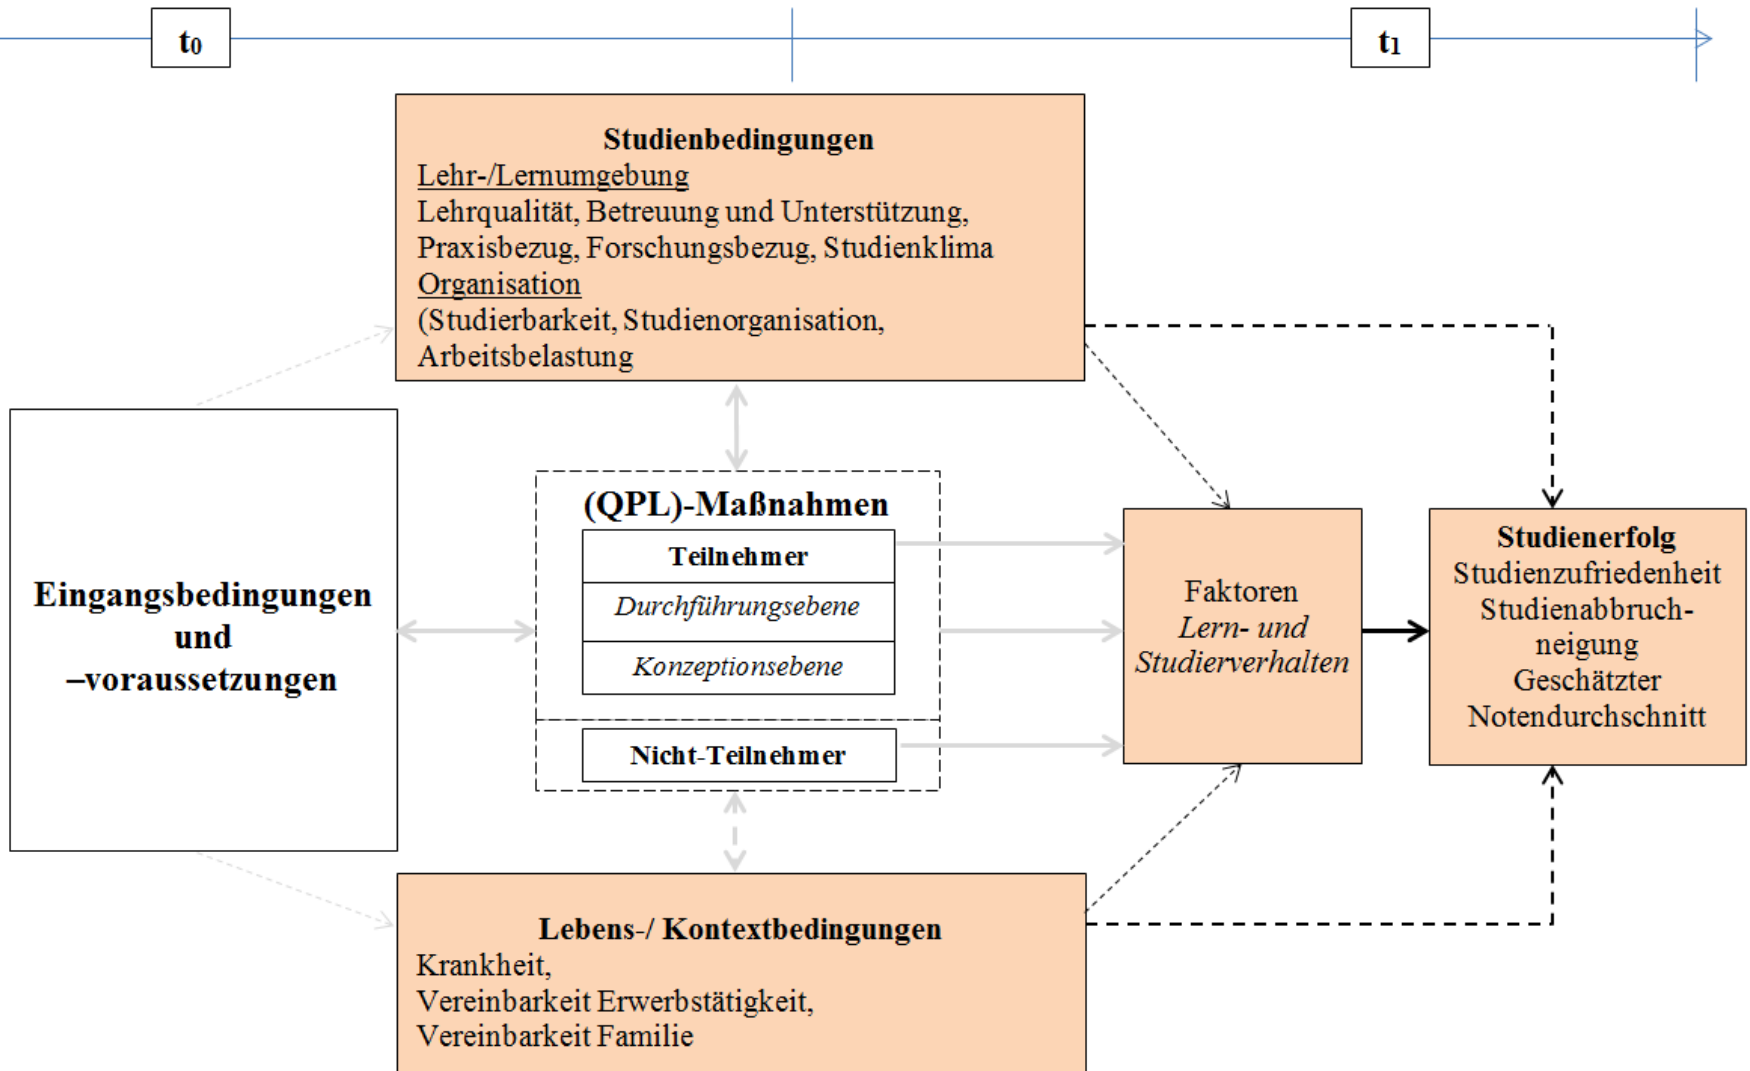 t0
t1
Studienbedingungen
Lehr-/Lernumgebung
Lehrqualität, Betreuung und Unterstützung,
Praxisbezug, Forschungsbezug, Studienklima
Organisation
(Studierbarkeit, Studienorganisation,
Arbeitsbelastung
Eingangsbedingungen
und
–voraussetzungen
(QPL)-Maßnahmen
Teilnehmer
Durchführungsebene
Konzeptionsebene
Nicht-Teilnehmer
Faktoren
Lern- und
Studierverhalten
Studienerfolg
Studienzufriedenheit
Studienabbruch-
neigung
Geschätzter
Notendurchschnitt
Lebens-/ Kontextbedingungen
Krankheit,
Vereinbarkeit Erwerbstätigkeit,
Vereinbarkeit Familie